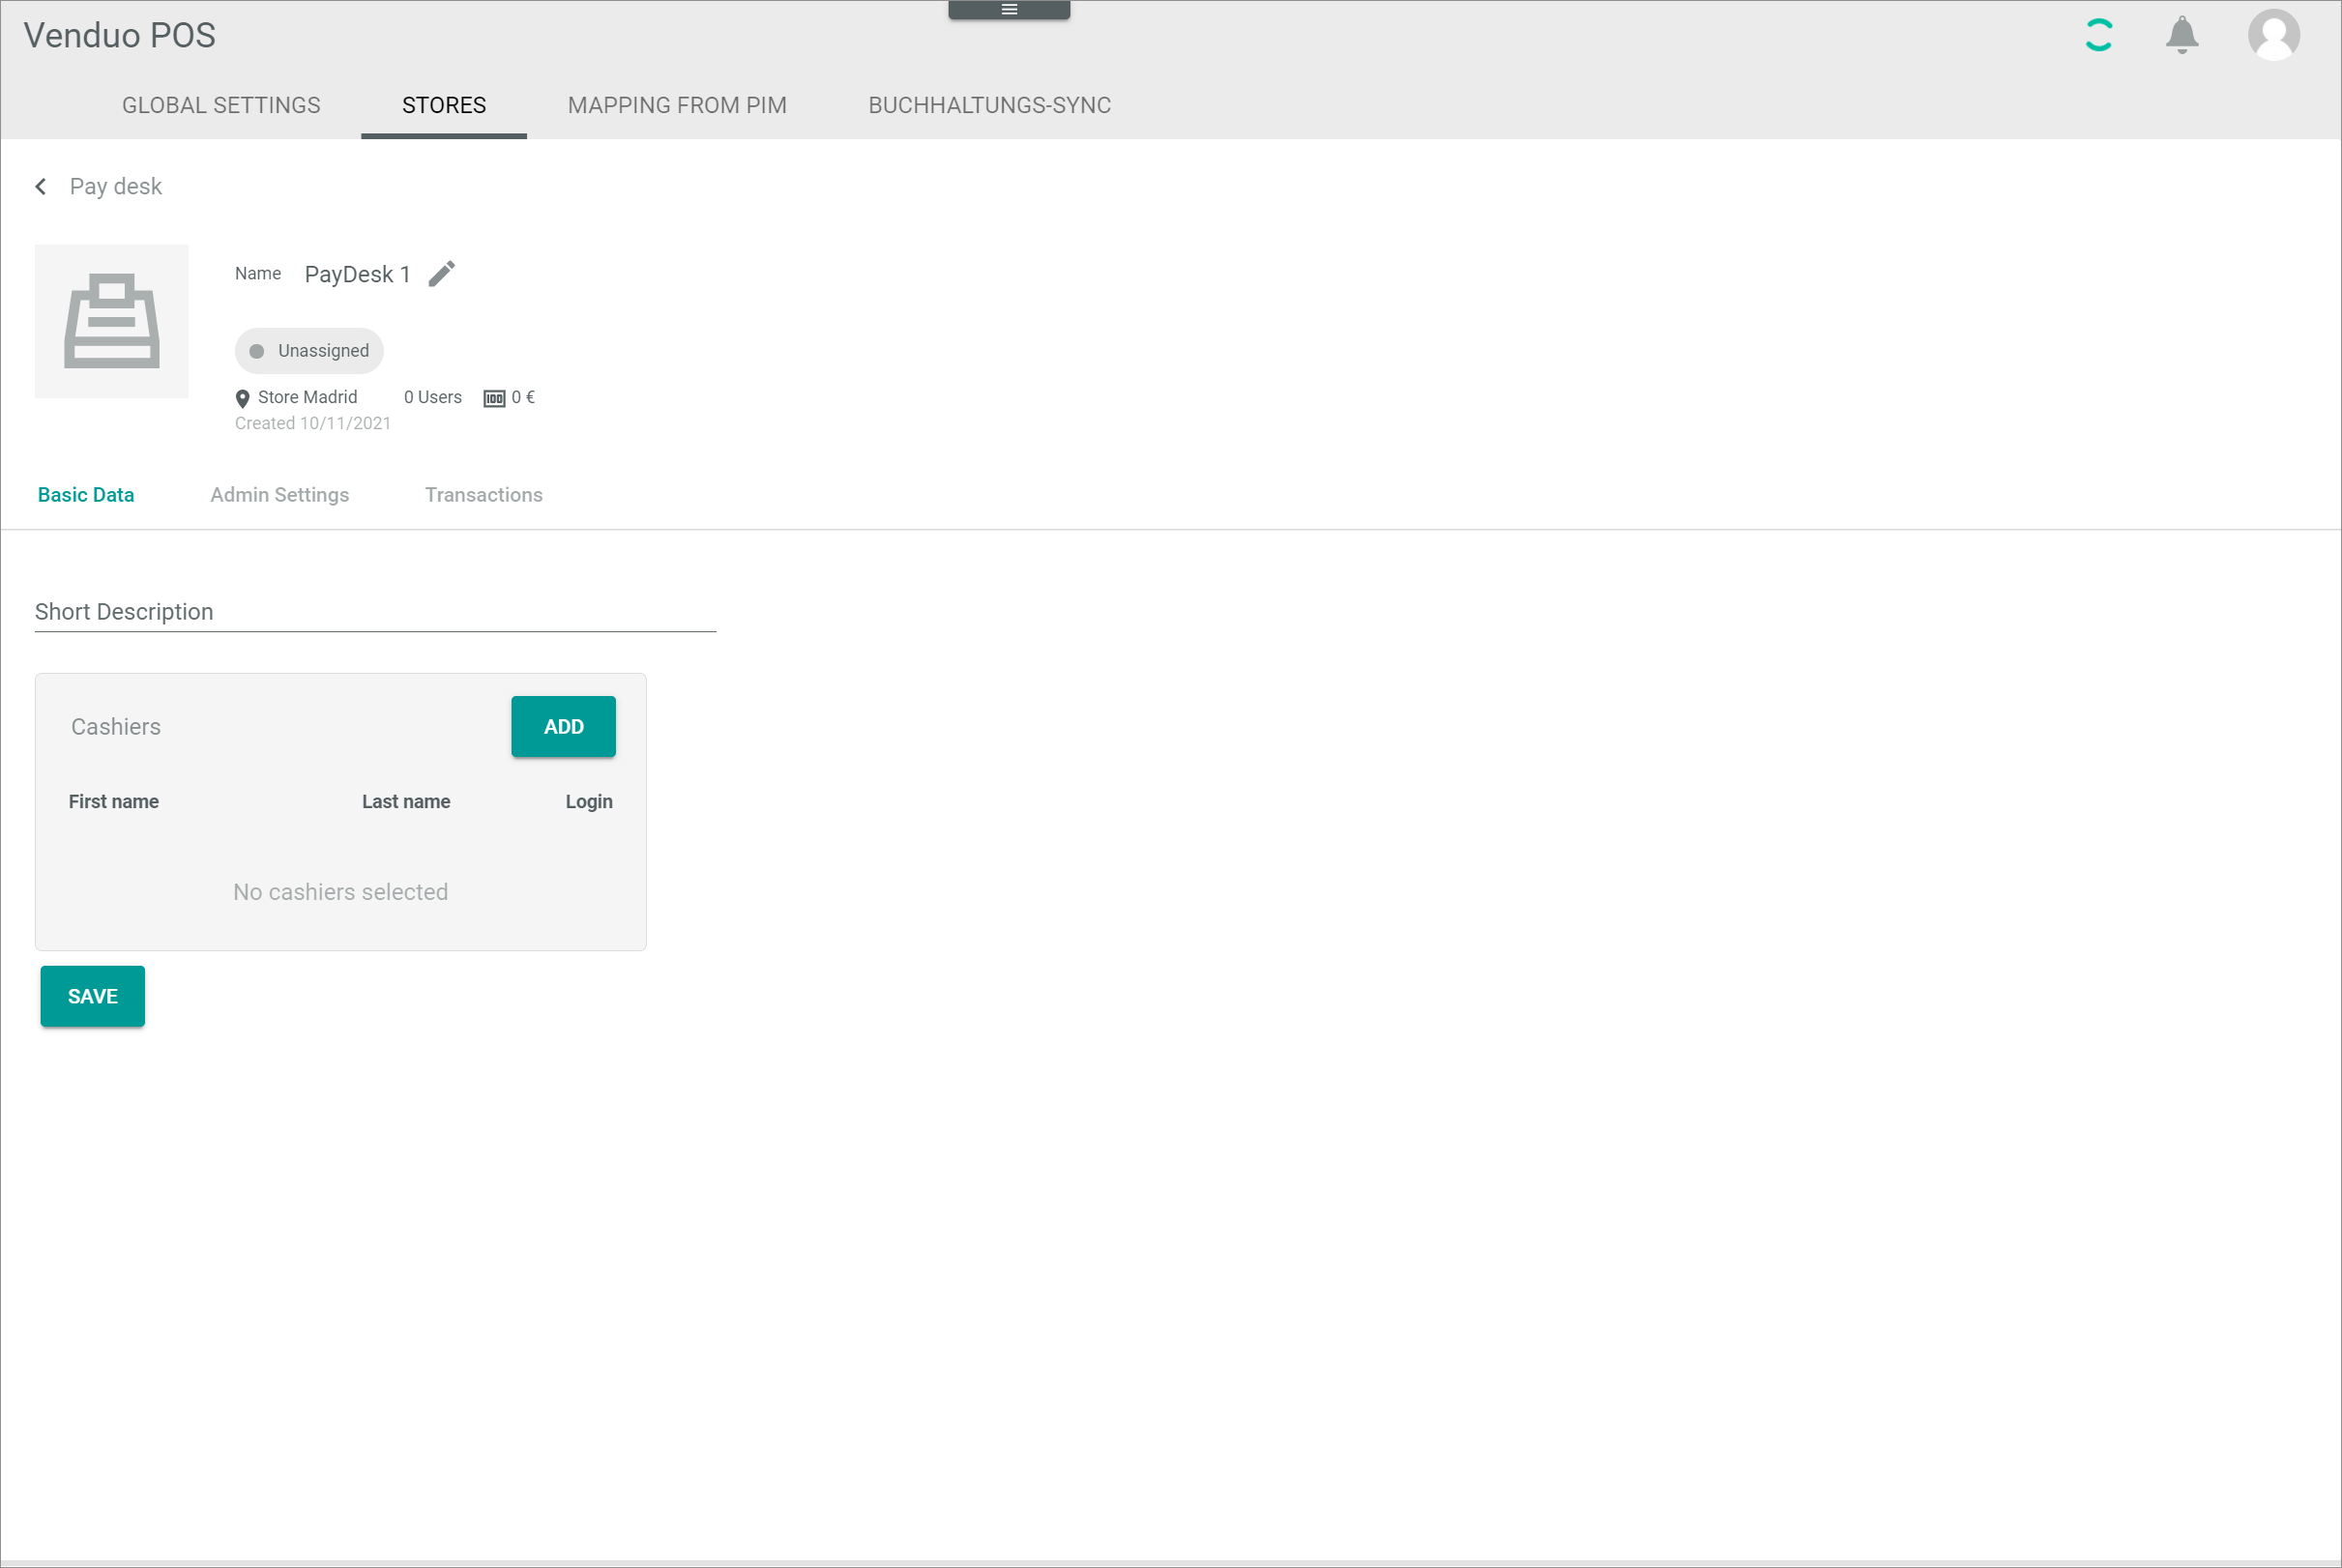 Venduo POS
GLOBAL SETTINGS STORES MAPPING FROM PIM BUCHHALTUNGS-SYNC
Pay desk
Name PayDesk 1
Unassigned
Store Madrid 0 Users 100 0 €
Created 10/11/2021
Basic Data Admin Settings Transactions
Short Description
Cashiers ADD
First name Last name Login
No cashiers selected
SAVE